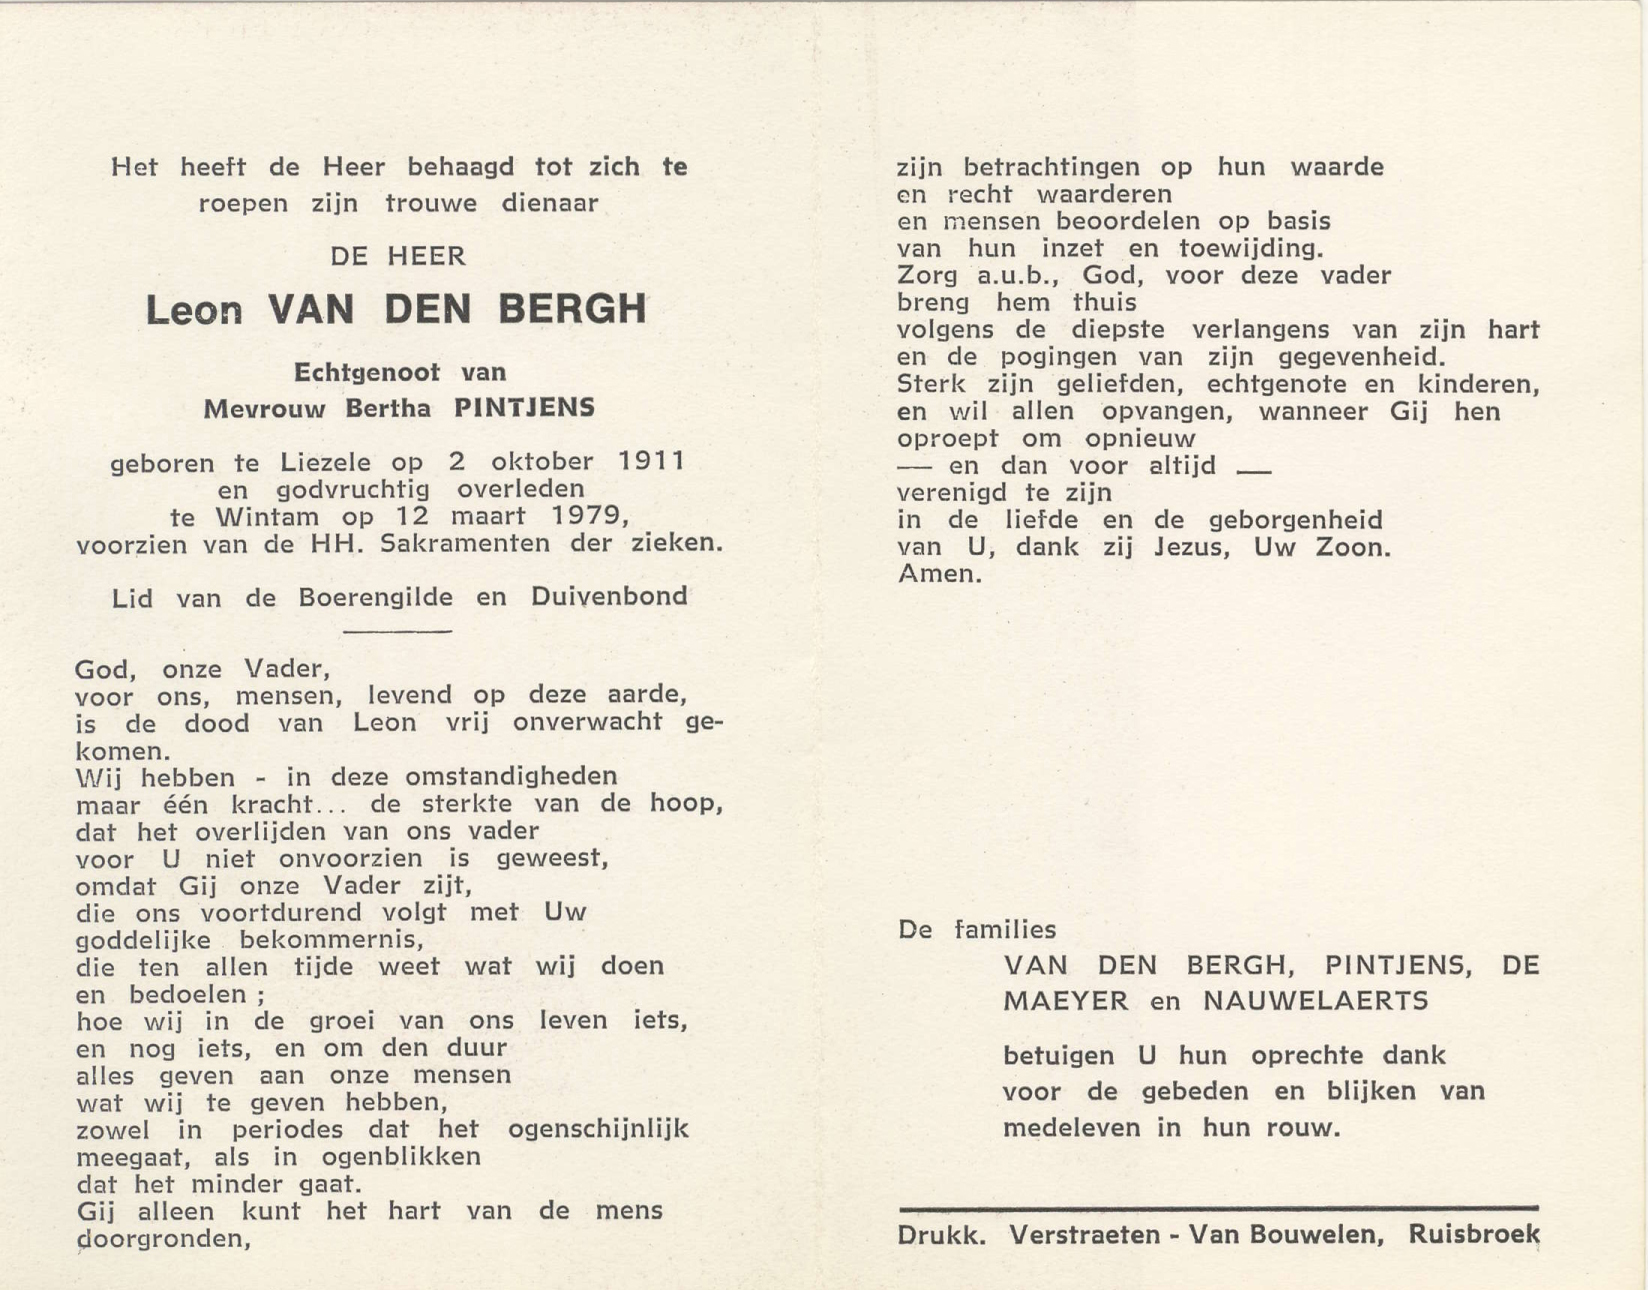 Het heeft de Heer behaagd tot zich te
roepen zijn trouwe dienaar
DE HEER
Leon VAN DEN BERGH
Echtgenoot van
Mevrouw Bertha PINTJENS
geboren te Liezele op 2 oktober 1911
en godvruchtig overleden
te Wintam op 12 maart 1979,
voorzien van de HH. Sakramenten der zieken.
Lid van de Boerengilde en Duivenbond
God, onze Vader,
voor ons, mensen, levend op deze aarde,
is de dood van Leon vrij onverwacht ge-
komen.
Wij hebben - in deze omstandigheden
maar één kracht... de sterkte van de hoop,
dat het overlijden van ons vader
voor U niet onvoorzien is geweest,
omdat Gij onze Vader zijt,
die ons voortdurend volgt met Uw
goddelijke bekommernis,
die ten allen tijde weet wat wij doen
en bedoelen ;
hoe wij in de groei van ons leven iets,
en nog iets, en om den duur
alles geven aan onze mensen
wat wij te geven hebben,
zowel in periodes dat het ogenschijnlijk
meegaat, als in ogenblikken
dat het minder gaat.
Gij alleen kunt het hart van de mens
doorgronden,
zijn betrachtingen op hun waarde
en recht waarderen
en mensen beoordelen op basis
van hun inzet en toewijding.
Zorg a.u.b., God, voor deze vader
breng hem thuis
volgens de diepste verlangens van zijn hart
en de pogingen van zijn gegevenheid.
Sterk zijn geliefden, echtgenote en kinderen,
en wil allen opvangen, wanneer Gij hen
oproept om opnieuw
— en dan voor altijd —
verenigd te zijn
in de liefde en de geborgenheid
van U, dank zij Jezus, Uw Zoon.
Amen.
De families
VAN DEN BERGH, PINTJENS, DE
MAEYER en NAUWELAERTS
betuigen U hun oprechte dank
voor de gebeden en blijken van
medeleven in hun rouw.
Drukk. Verstraeten - Van Bouwelen, Ruisbroek